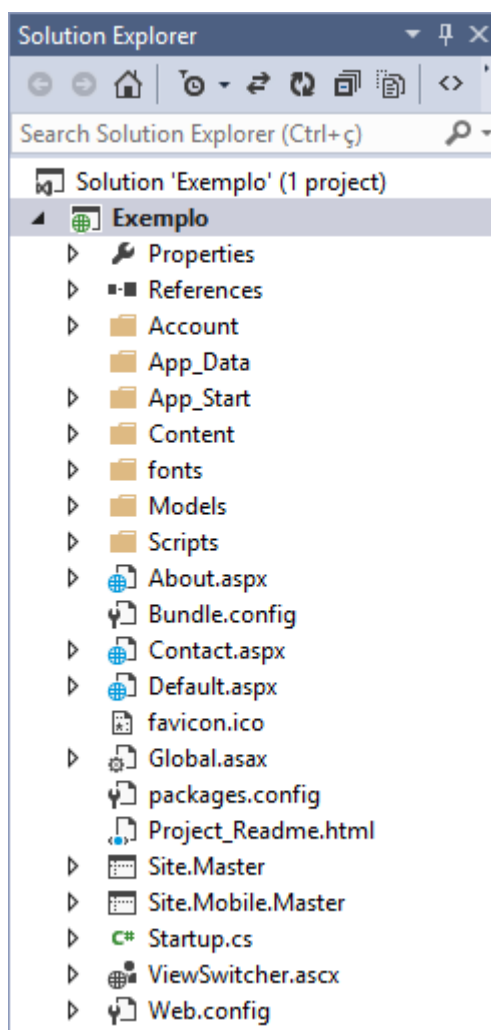 Solution Explorer
Search Solution Explorer (Ctrl+ç)
Solution 'Exemplo' (1 project)
Exemplo
Properties
References
Account
App_Data
App_Start
Content
fonts
Models
Scripts
About.aspx
Bundle.config
Contact.aspx
Default.aspx
favicon.ico
Global.asax
packages.config
Project_Readme.html
Site.Master
Site.Mobile.Master
C# Startup.cs
ViewSwitcher.ascx
Web.config